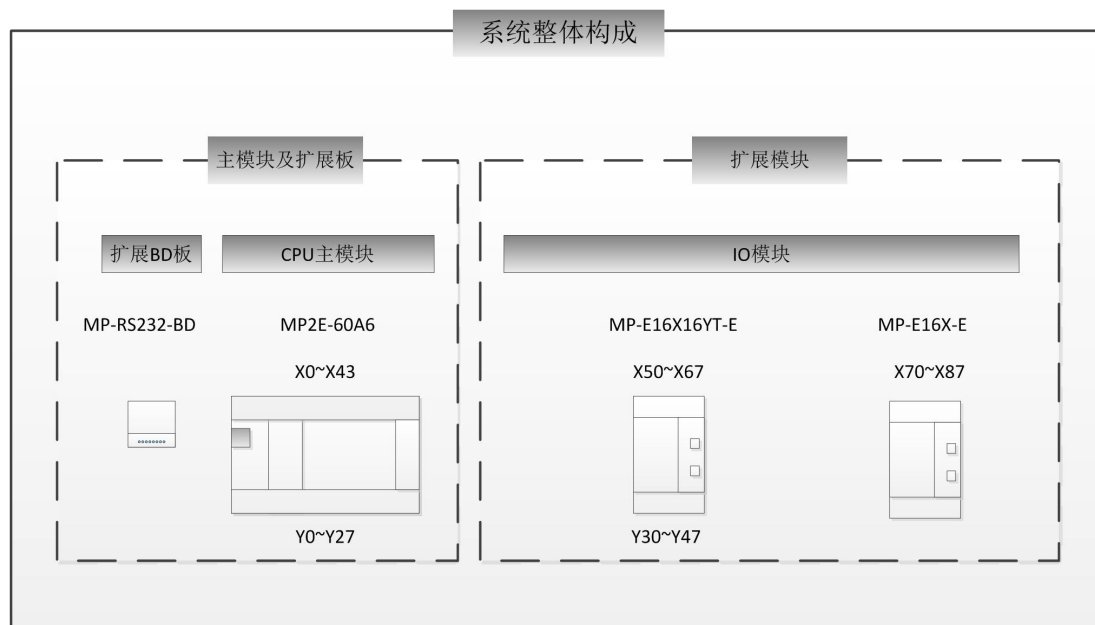 系统整体构成
主模块及扩展板
扩展模块
扩展BD板
CPU主模块
IO模块
MP-RS232-BD
MP2E-60A6
MP-E16X16YT-E
MP-E16X-E
X0~X43
X50~X67
X70~X87
Y0~Y27
Y30~Y47